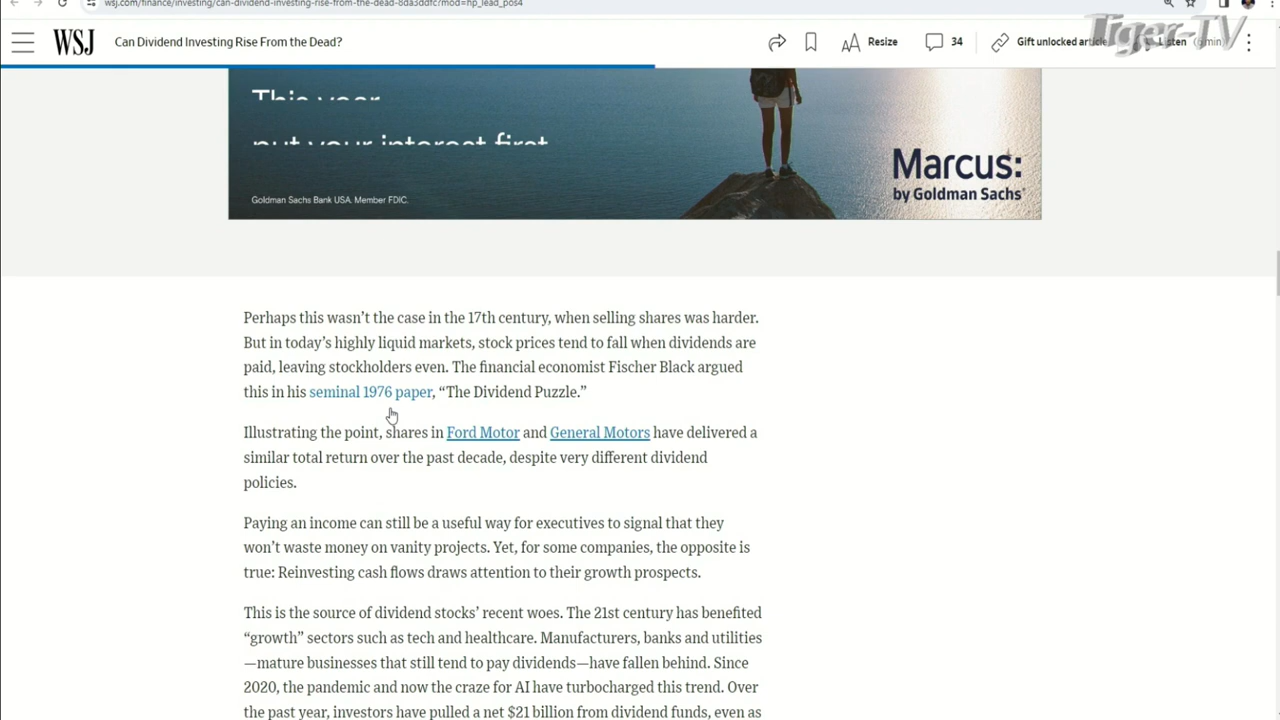 wsj.com/finance/investing/can-dividend-investing-rise-from-the-dead-8da3ddfc?mod=hp_lead_pos4
Tiger-TV
WSJ Can Dividend Investing Rise From the Dead? Resize 34 Gift unlocked article Listen
This year
put your interest first
Marcus:
by Goldman Sachs
Goldman Sachs Bank USA. Member FDIC.
Perhaps this wasn’t the case in the 17th century, when selling shares was harder.
But in today’s highly liquid markets, stock prices tend to fall when dividends are
paid, leaving stockholders even. The financial economist Fischer Black argued
this in his seminal 1976 paper, “The Dividend Puzzle.”
Illustrating the point, shares in Ford Motor and General Motors have delivered a
similar total return over the past decade, despite very different dividend
policies.
Paying an income can still be a useful way for executives to signal that they
won’t waste money on vanity projects. Yet, for some companies, the opposite is
true: Reinvesting cash flows draws attention to their growth prospects.
This is the source of dividend stocks’ recent woes. The 21st century has benefited
“growth” sectors such as tech and healthcare. Manufacturers, banks and utilities
—mature businesses that still tend to pay dividends—have fallen behind. Since
2020, the pandemic and now the craze for AI have turbocharged this trend. Over
the past year, investors have pulled a net $21 billion from dividend funds, even as